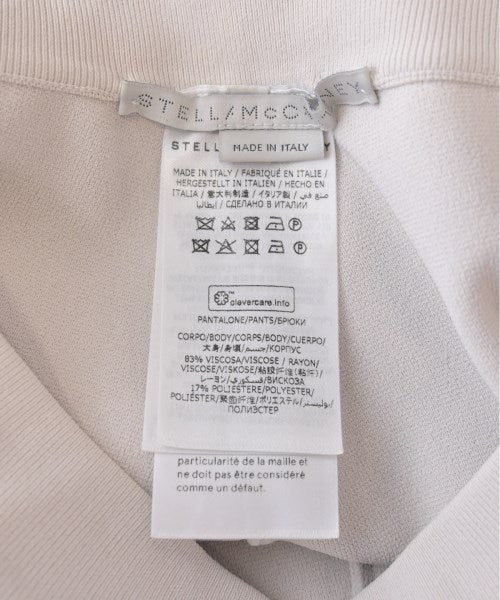 STELLA McCARTNEY
STELL
Y
MADE IN ITALY
MADE IN ITALY / FABRIQUÉ EN ITALIE /
HERGESTELLT IN ITALIEN / HECHO EN
ITALIA / 意大利制造 / イタリア製 / صنع في
إيطاليا / СДЕЛАНО В ИТАЛИИ
P
P
clevercare.info
PANTALONE/PANTS/БРЮКИ
CORPO/BODY/CORPS/BODY/CUERPO/
大身/身頃/جسم/КОРПУС
83% VISCOSA/VISCOSE / RAYON/
VISCOSE/VISKOSE/粘胶纤维(粘纤)/
レーヨン/فسكوزي/ВИСКОЗА
17% POLIESTERE/POLYESTER/
POLIÉSTER/聚酯纤维/ポリエステル/بوليستر/
ПОЛИЭСТЕР
particularité de la maille et
ne doit pas être considéré
comme un défaut.